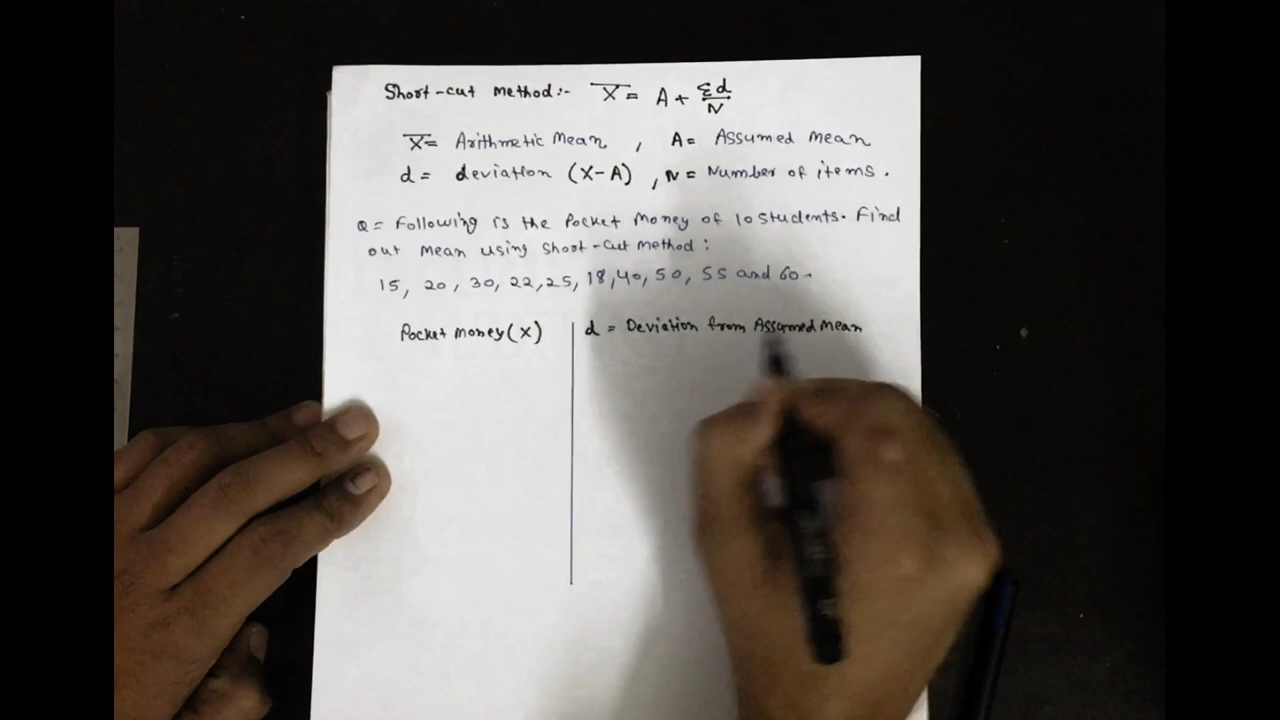 Short-cut method:- X̅ = A + Σd/N
X̅ = Arithmetic Mean , A = Assumed mean
d = deviation (X-A) , N = Number of items.
Q = Following is the Pocket Money of 10 students. Find
out mean using Short-Cut method:
15, 20, 30, 22, 25, 18, 40, 50, 55 and 60.
Pocket money (X) d = Deviation from Assumed Mean